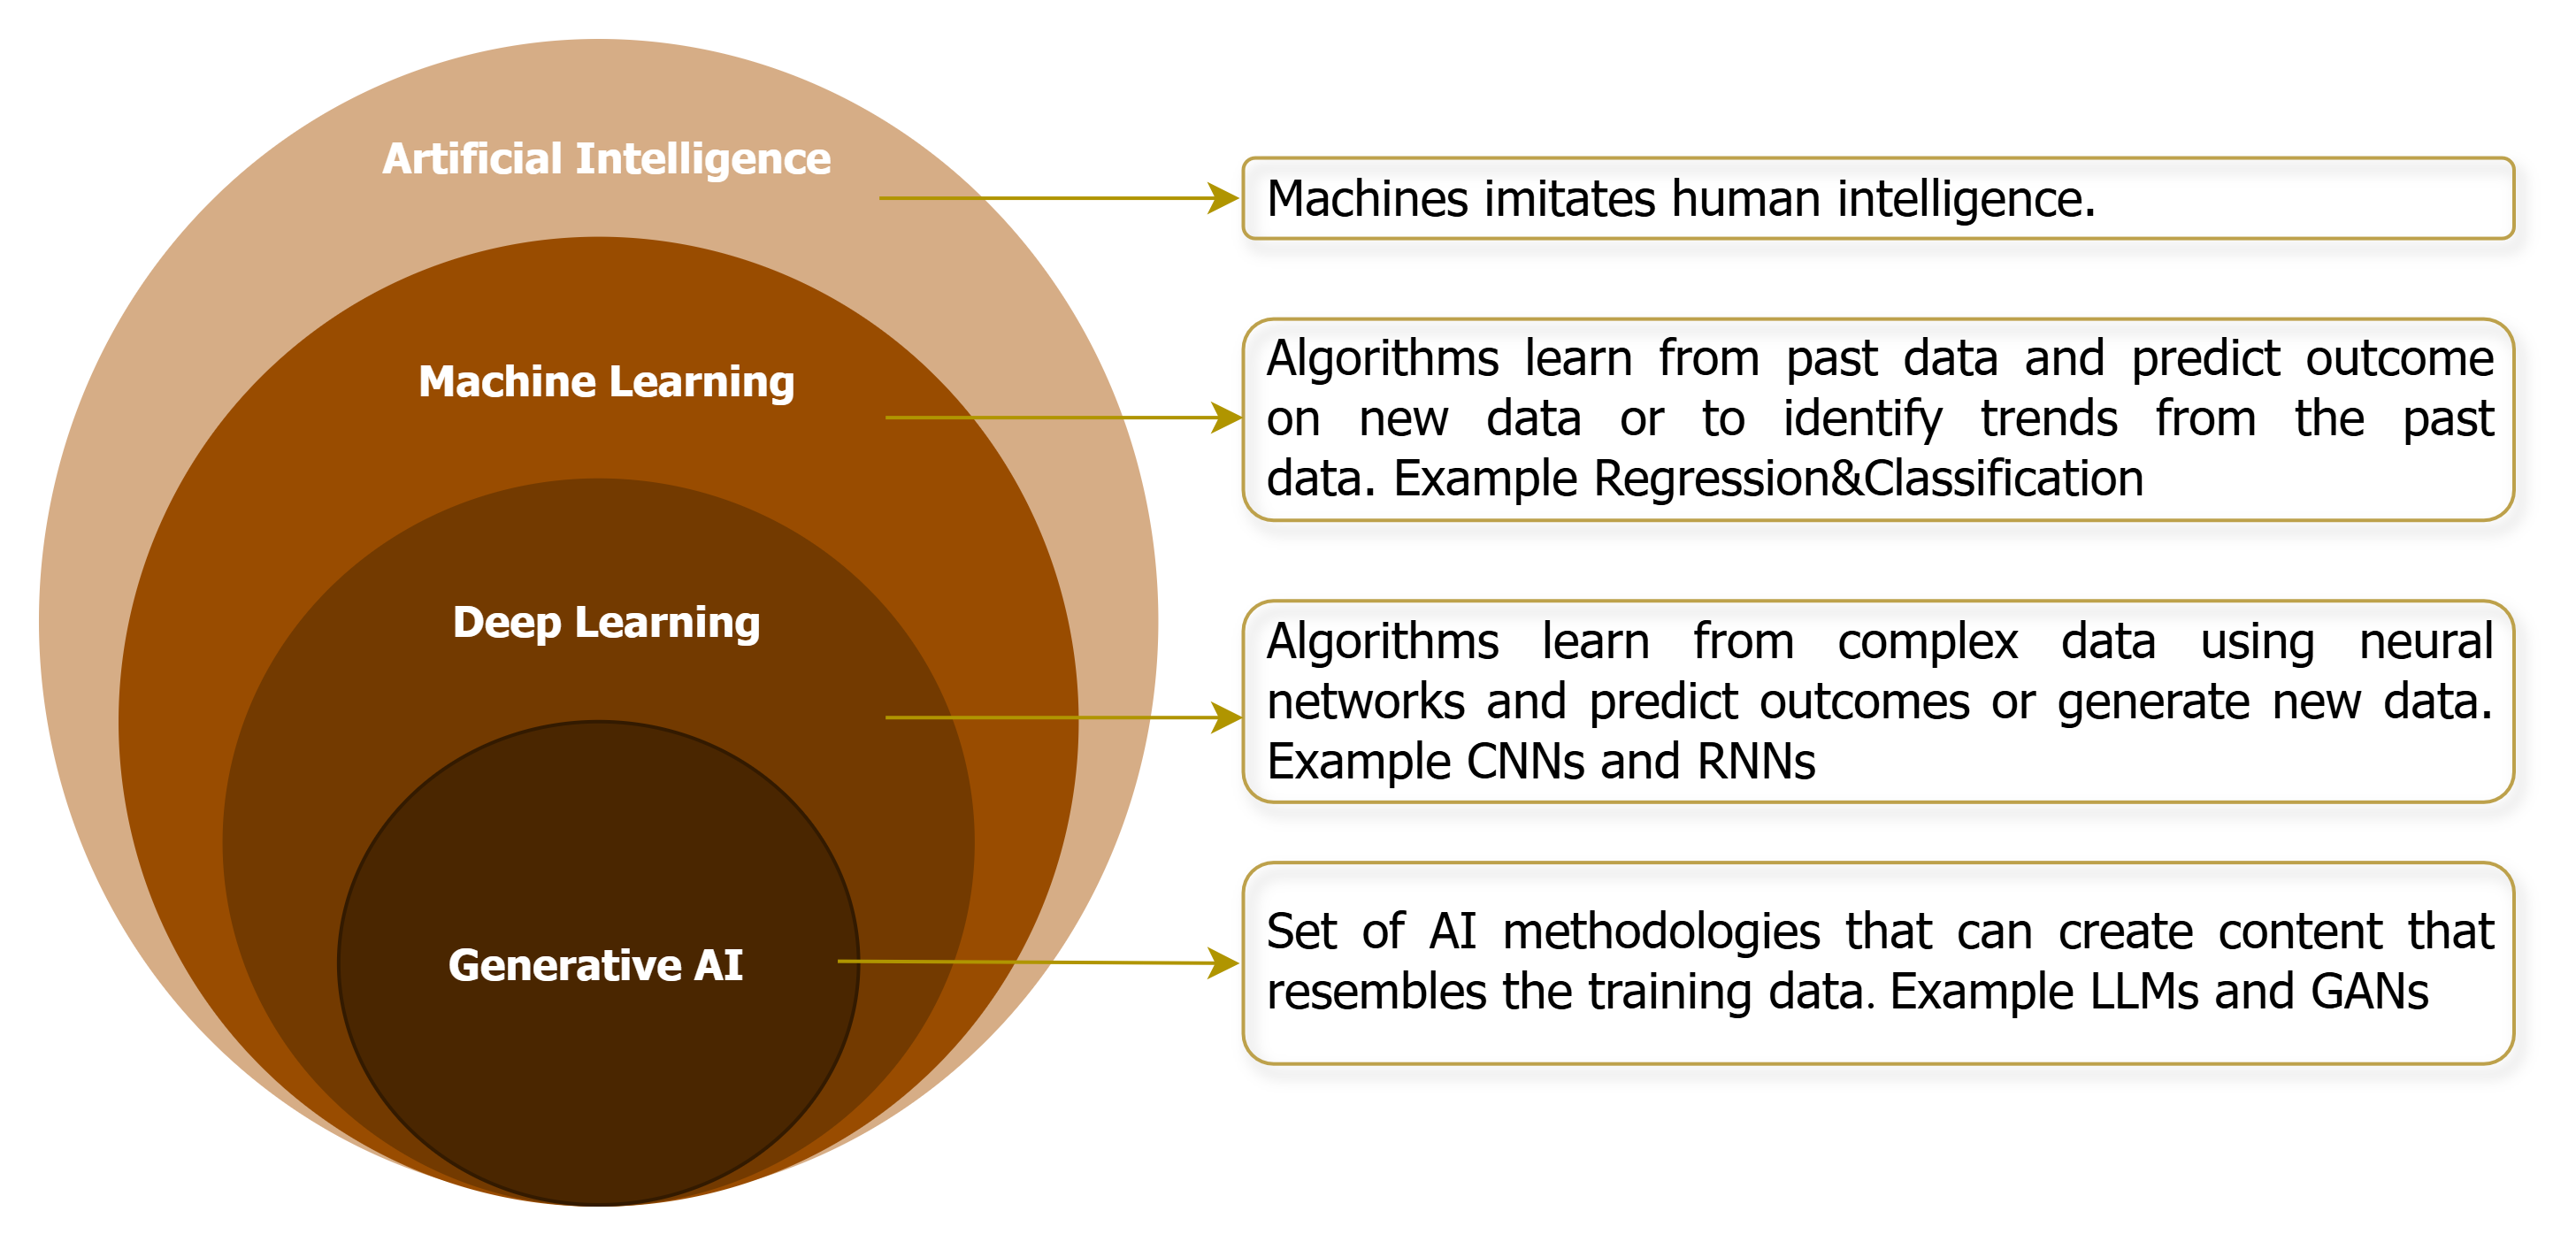 Artificial Intelligence
Machines imitates human intelligence.
Machine Learning
Algorithms learn from past data and predict outcome
on new data or to identify trends from the past
data. Example Regression&Classification
Deep Learning
Algorithms learn from complex data using neural
networks and predict outcomes or generate new data.
Example CNNs and RNNs
Generative AI
Set of AI methodologies that can create content that
resembles the training data. Example LLMs and GANs